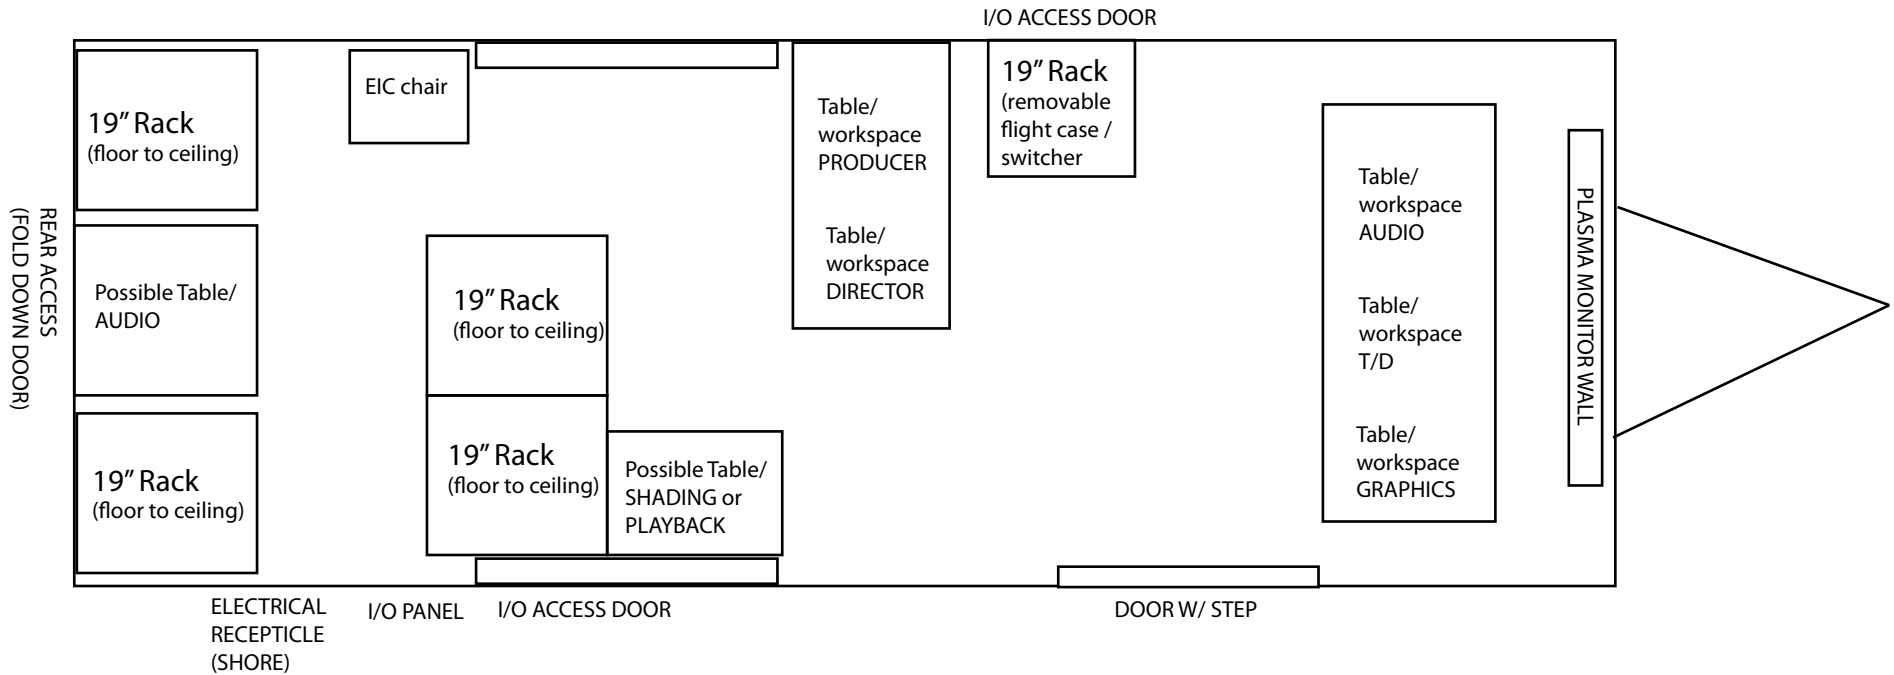 I/O ACCESS DOOR
19” Rack
(floor to ceiling)
EIC chair
Table/
workspace
PRODUCER
19” Rack
(removable
flight case /
switcher
REAR ACCESS
(FOLD DOWN DOOR)
Possible Table/
AUDIO
19” Rack
(floor to ceiling)
Table/
workspace
DIRECTOR
Table/
workspace
AUDIO
PLASMA MONITOR WALL
Table/
workspace
T/D
19” Rack
(floor to ceiling)
19” Rack
(floor to ceiling)
Possible Table/
SHADING or
PLAYBACK
Table/
workspace
GRAPHICS
ELECTRICAL
RECEPTICLE
(SHORE)
I/O PANEL
I/O ACCESS DOOR
DOOR W/ STEP